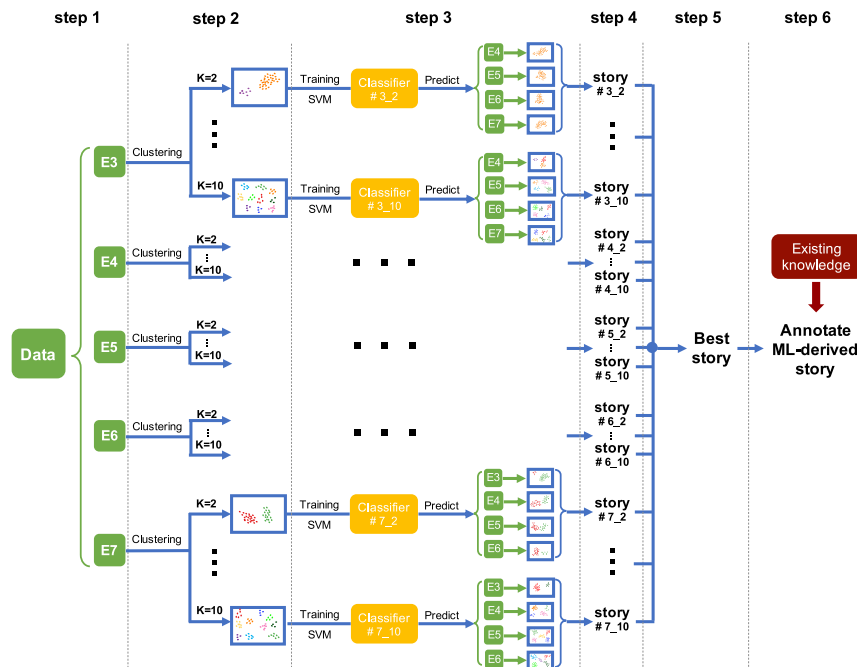 step 1
step 2
step 3
step 4
step 5
step 6
Data
E3
Clustering
K=2
Training
SVM
Classifier
# 3_2
Predict
E4
E5
E6
E7
story
# 3_2
K=10
Training
SVM
Classifier
# 3_10
Predict
E4
E5
E6
E7
story
# 3_10
E4
Clustering
K=2
K=10
story
# 4_2
story
# 4_10
E5
Clustering
K=2
K=10
story
# 5_2
story
# 5_10
E6
Clustering
K=2
K=10
story
# 6_2
story
# 6_10
E7
Clustering
K=2
Training
SVM
Classifier
# 7_2
Predict
E3
E4
E5
E6
story
# 7_2
K=10
Training
SVM
Classifier
# 7_10
Predict
E3
E4
E5
E6
story
# 7_10
Best
story
Existing
knowledge
Annotate
ML-derived
story